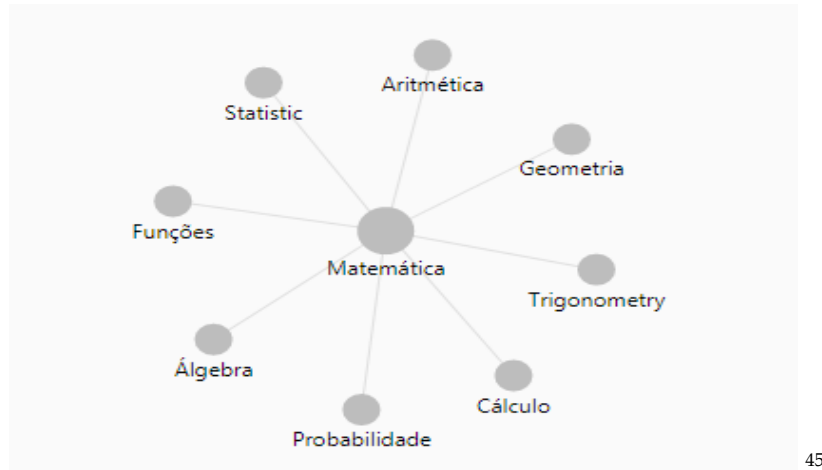 Aritmética
Statistic
Geometria
Funções
Matemática
Trigonometry
Álgebra
Cálculo
Probabilidade
45